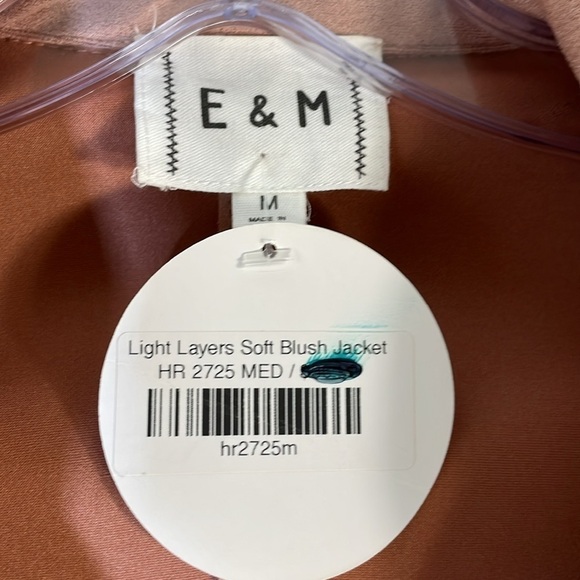 E & M
M
MADE IN
Light Layers Soft Blush Jacket
HR 2725 MED /
hr2725m